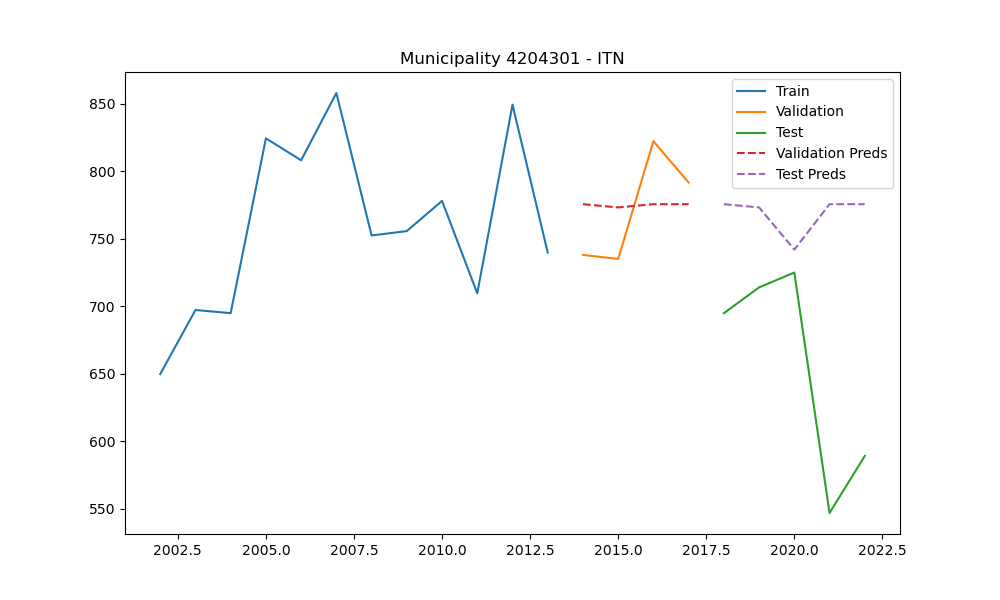 Municipality 4204301 - ITN
Train
Validation
Test
Validation Preds
Test Preds
850
800
750
700
650
600
550
2002.5 2005.0 2007.5 2010.0 2012.5 2015.0 2017.5 2020.0 2022.5